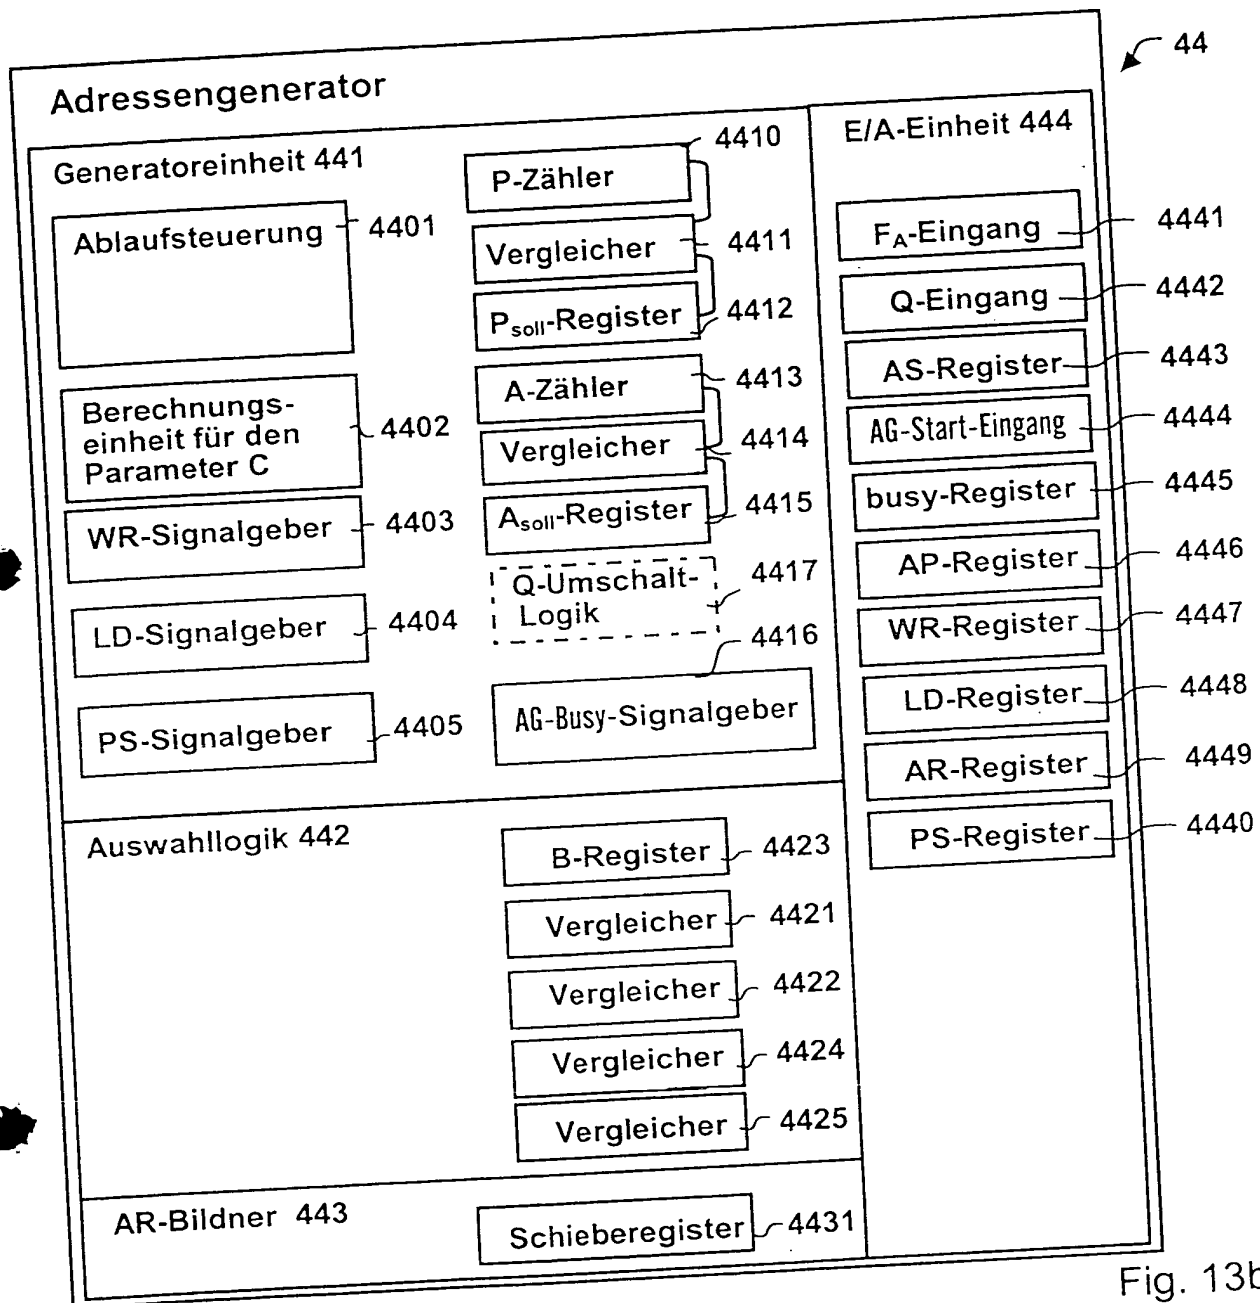 44
Adressengenerator
Generatoreinheit 441
Ablaufsteuerung 4401
Berechnungs-
einheit für den
Parameter C
4402
WR-Signalgeber 4403
LD-Signalgeber 4404
PS-Signalgeber 4405
P-Zähler 4410
Vergleicher 4411
Psoll-Register 4412
A-Zähler 4413
Vergleicher 4414
Asoll-Register 4415
Q-Umschalt-
Logik
4417
4416
AG-Busy-Signalgeber
Auswahllogik 442
B-Register 4423
Vergleicher 4421
Vergleicher 4422
Vergleicher 4424
Vergleicher 4425
AR-Bildner 443
Schieberegister 4431
E/A-Einheit 444
FA-Eingang 4441
Q-Eingang 4442
AS-Register 4443
AG-Start-Eingang 4444
busy-Register 4445
AP-Register 4446
WR-Register 4447
LD-Register 4448
AR-Register 4449
PS-Register 4440